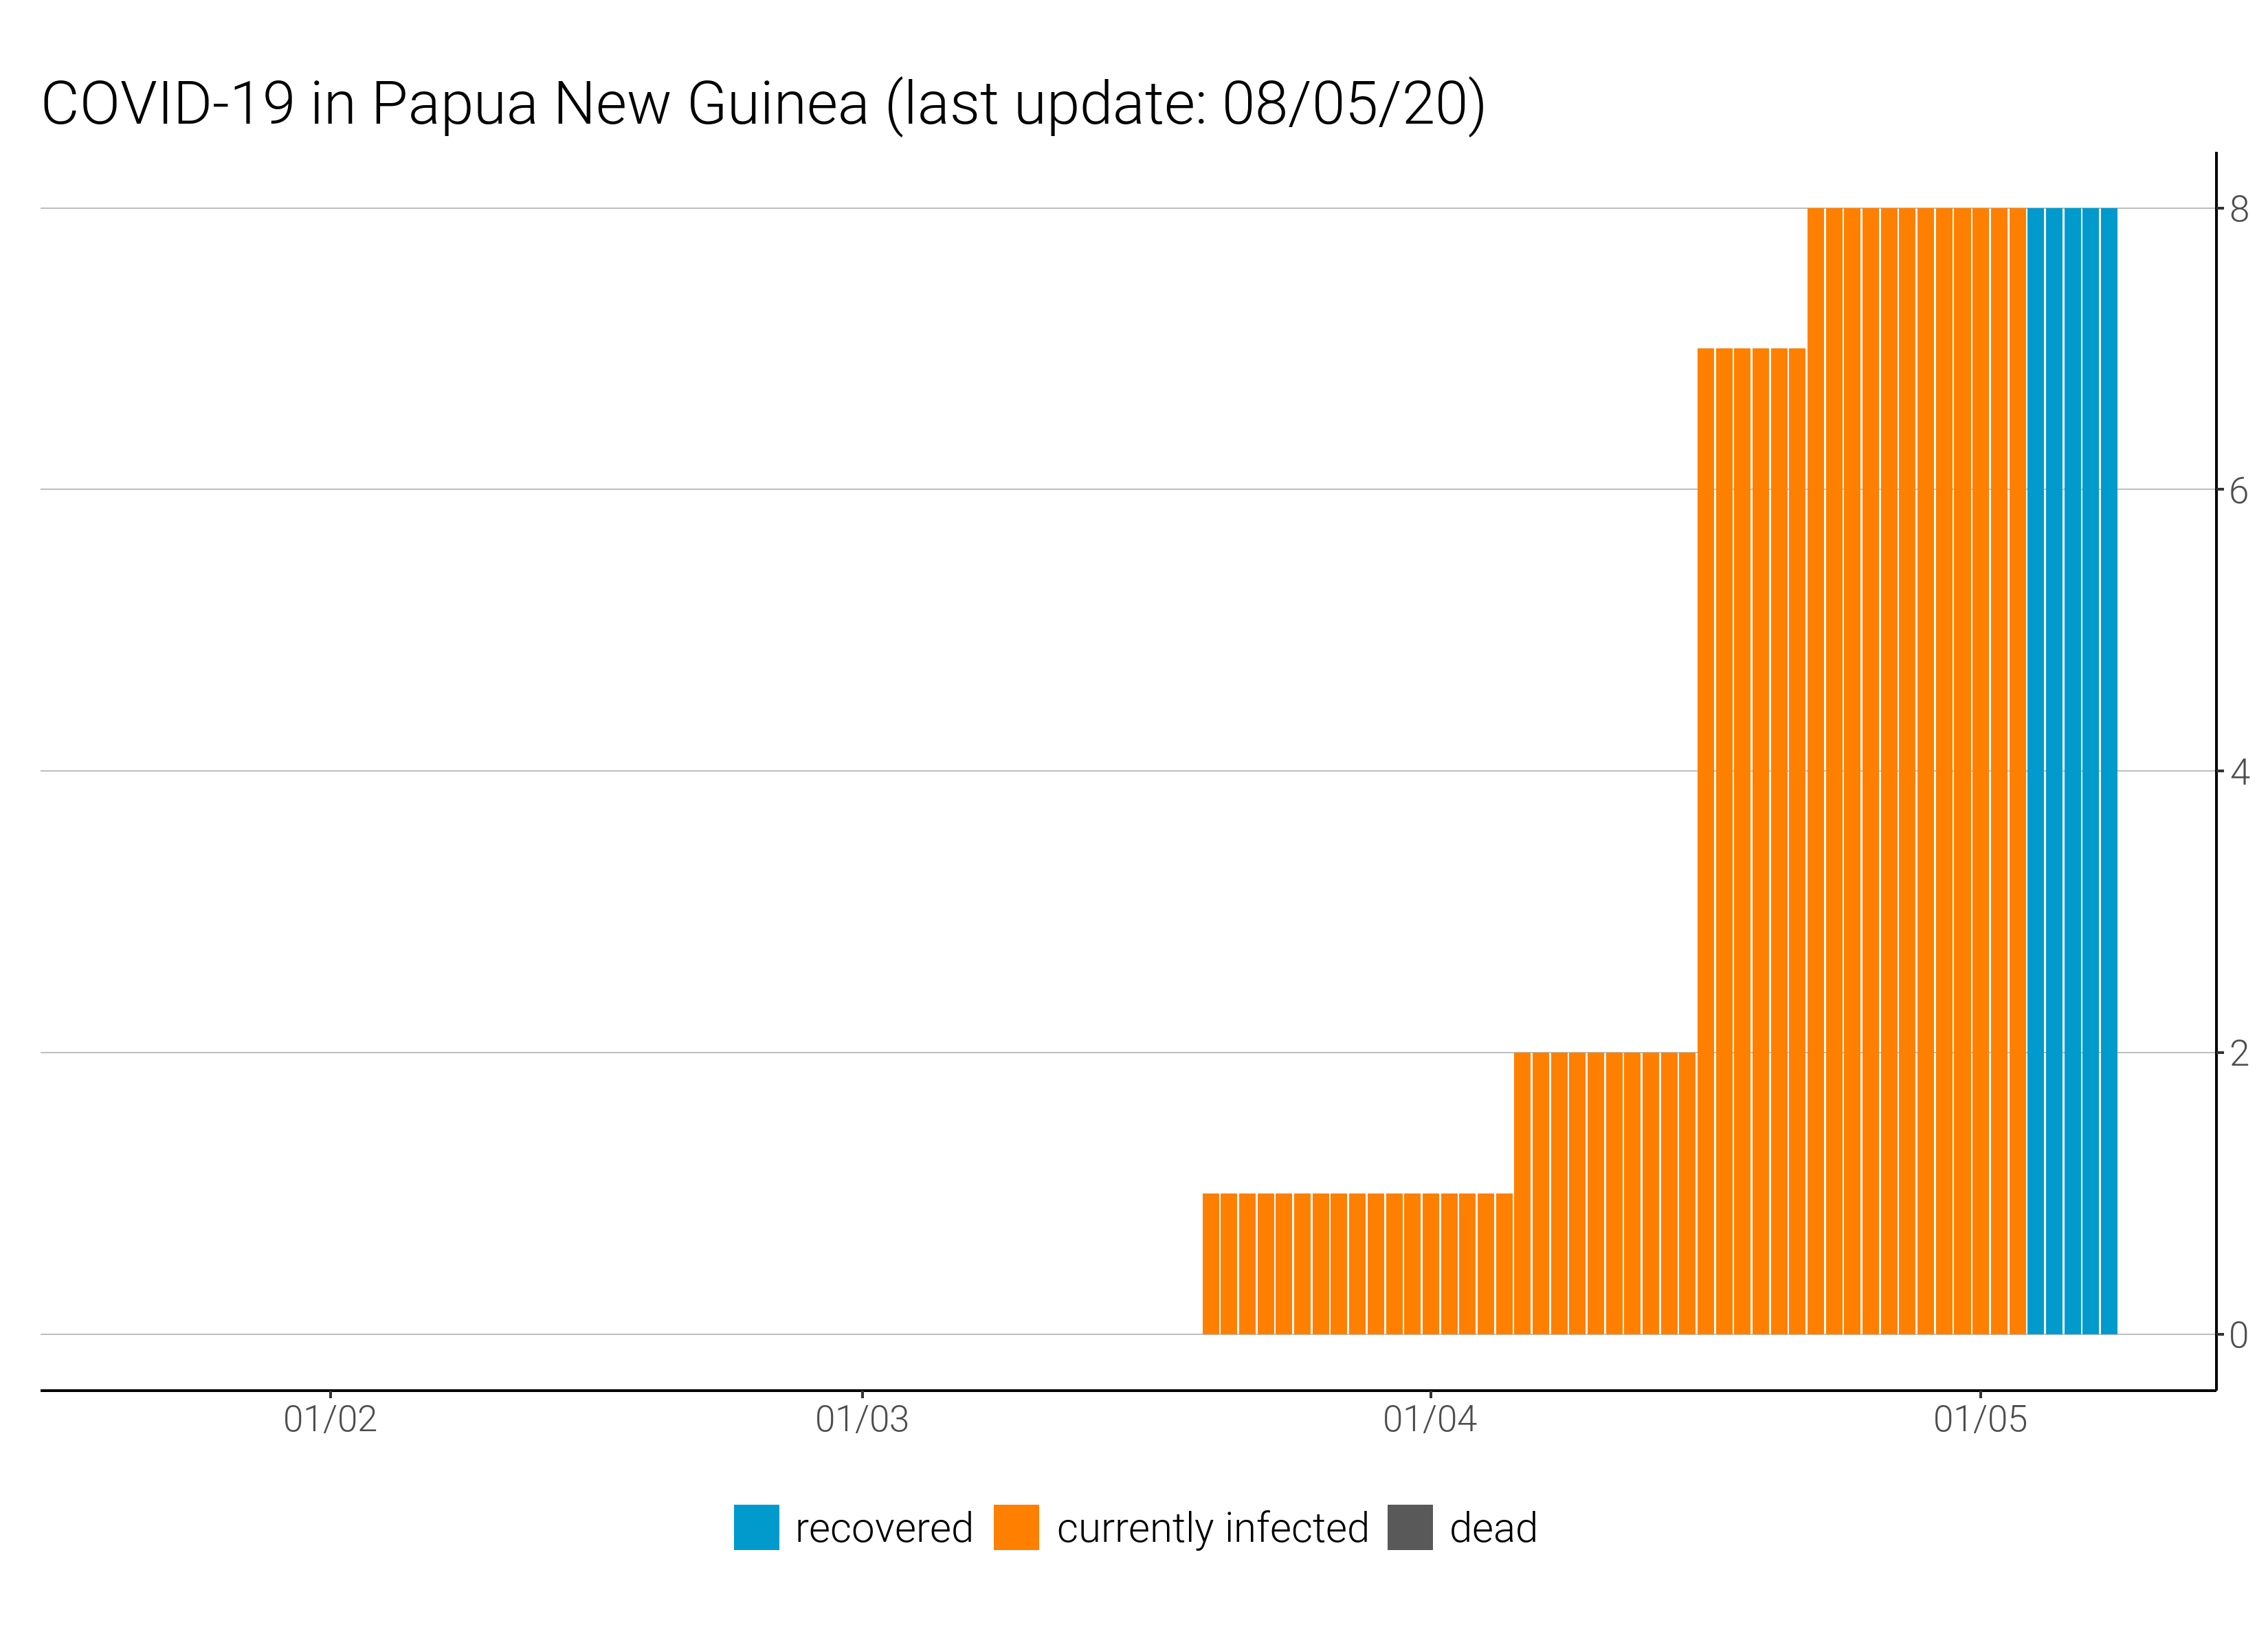 COVID-19 in Papua New Guinea (last update: 08/05/20)
8
6
4
2
0
01/02 01/03 01/04 01/05
recovered currently infected dead